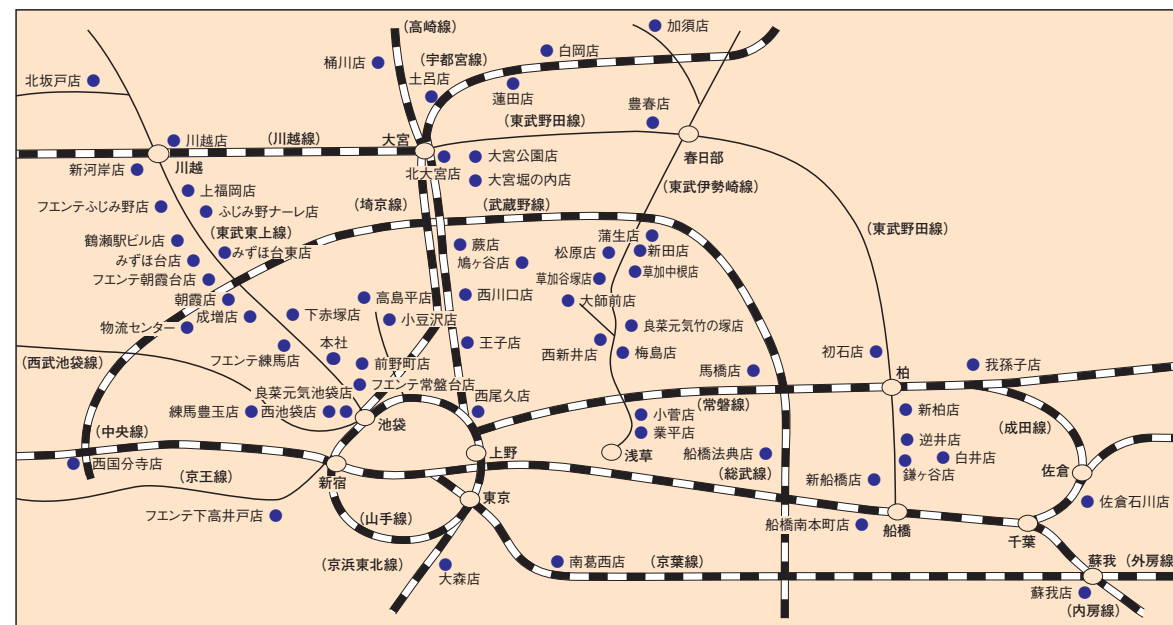 （高崎線）
加須店
（宇都宮線）
白岡店
桶川店
土呂店
北坂戸店
蓮田店
豊春店
（東武野田線）
川越店
（川越線）
大宮
春日部
新河岸店
川越
大宮公園店
北大宮店
大宮堀の内店
（東武伊勢崎線）
上福岡店
フエンテふじみ野店
ふじみ野ナーレ店
（埼京線）
（武蔵野線）
（東武野田線）
（東武東上線）
鶴瀬駅ビル店
みずほ台東店
みずほ台店
蕨店
鳩ヶ谷店
蒲生店
松原店
新田店
草加谷塚店
草加中根店
フエンテ朝霞台店
朝霞店
成増店
物流センター
下赤塚店
高島平店
小豆沢店
西川口店
大師前店
良菜元気竹の塚店
（西武池袋線）
フエンテ練馬店
本社
前野町店
王子店
西新井店
梅島店
初石店
馬橋店
柏
我孫子店
良菜元気池袋店
フエンテ常盤台店
西尾久店
練馬豊玉店
西池袋店
池袋
（常磐線）
小菅店
業平店
新柏店
（成田線）
（中央線）
西国分寺店
上野
浅草
船橋法典店
逆井店
白井店
鎌ヶ谷店
（京王線）
新宿
（総武線）
新船橋店
佐倉
フエンテ下高井戸店
（山手線）
東京
船橋南本町店
船橋
佐倉石川店
千葉
（京浜東北線）
大森店
南葛西店
（京葉線）
蘇我
（外房線
蘇我店
（内房線）